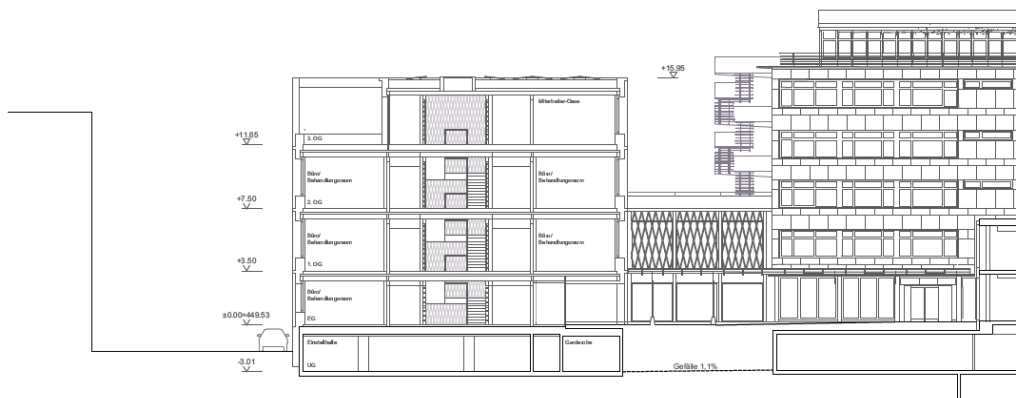 +15.95
Mitarbeiter-Oase
+11.65
3. OG
Büro/
Behandlungsraum
Büro/
Behandlungsraum
+7.50
2. OG
Büro/
Behandlungsraum
Büro/
Behandlungsraum
+3.50
1. OG
Büro/
Behandlungsraum
±0.00=449.53
EG
Einstellhalle
Garderobe
-3.01
UG
Gefälle 1,1%